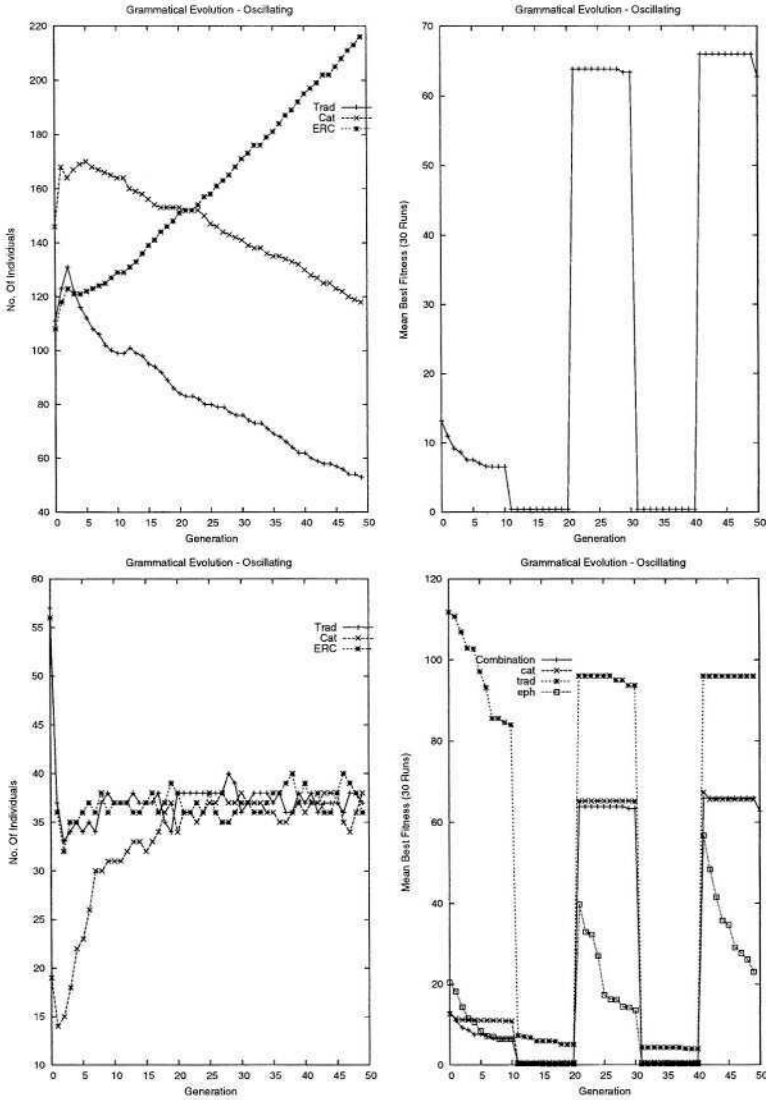 Grammatical Evolution - Oscillating
220
200
180
160
140
120
100
80
60
40
No. Of Individuals
Trad
Cat
ERC
0 5 10 15 20 25 30 35 40 45 50
Generation
Grammatical Evolution - Oscillating
70
60
50
40
30
20
10
0
Mean Best Fitness (30 Runs)
0 5 10 15 20 25 30 35 40 45 50
Generation
Grammatical Evolution - Oscillating
60
55
50
45
40
35
30
25
20
15
10
No. Of Individuals
Trad
Cat
ERC
0 5 10 15 20 25 30 35 40 45 50
Generation
Grammatical Evolution - Oscillating
120
100
80
60
40
20
0
Mean Best Fitness (30 Runs)
Combination
cat
trad
eph
0 5 10 15 20 25 30 35 40 45 50
Generation